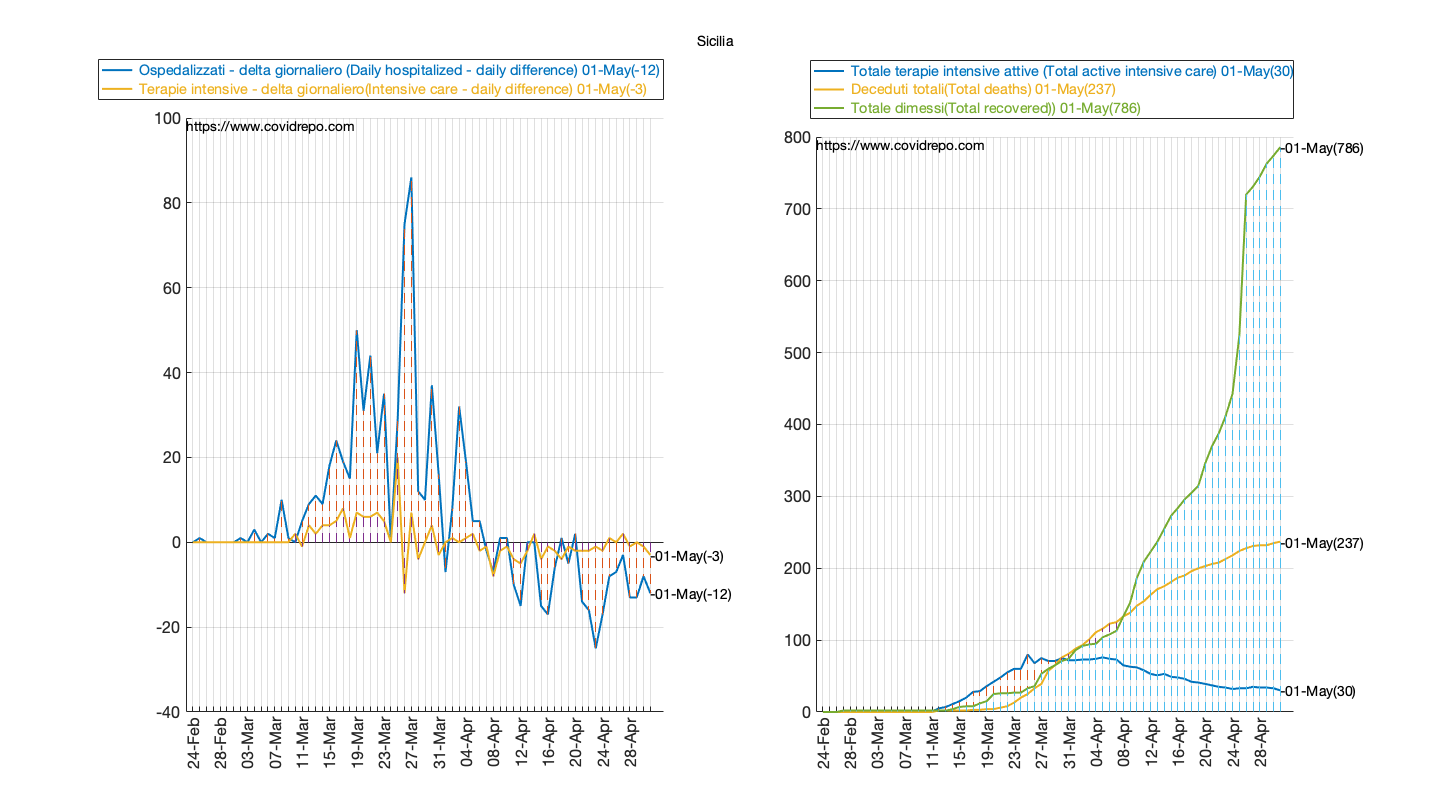 Sicilia
Ospedalizzati - delta giornaliero (Daily hospitalized - daily difference) 01-May(-12)
Terapie intensive - delta giornaliero(Intensive care - daily difference) 01-May(-3)
https://www.covidrepo.com
100
80
60
40
20
0
-20
-40
01-May(-3)
01-May(-12)
24-Feb
28-Feb
03-Mar
07-Mar
11-Mar
15-Mar
19-Mar
23-Mar
27-Mar
31-Mar
04-Apr
08-Apr
12-Apr
16-Apr
20-Apr
24-Apr
28-Apr
Totale terapie intensive attive (Total active intensive care) 01-May(30)
Deceduti totali(Total deaths) 01-May(237)
Totale dimessi(Total recovered)) 01-May(786)
https://www.covidrepo.com
800
700
600
500
400
300
200
100
0
01-May(786)
01-May(237)
01-May(30)
24-Feb
28-Feb
03-Mar
07-Mar
11-Mar
15-Mar
19-Mar
23-Mar
27-Mar
31-Mar
04-Apr
08-Apr
12-Apr
16-Apr
20-Apr
24-Apr
28-Apr